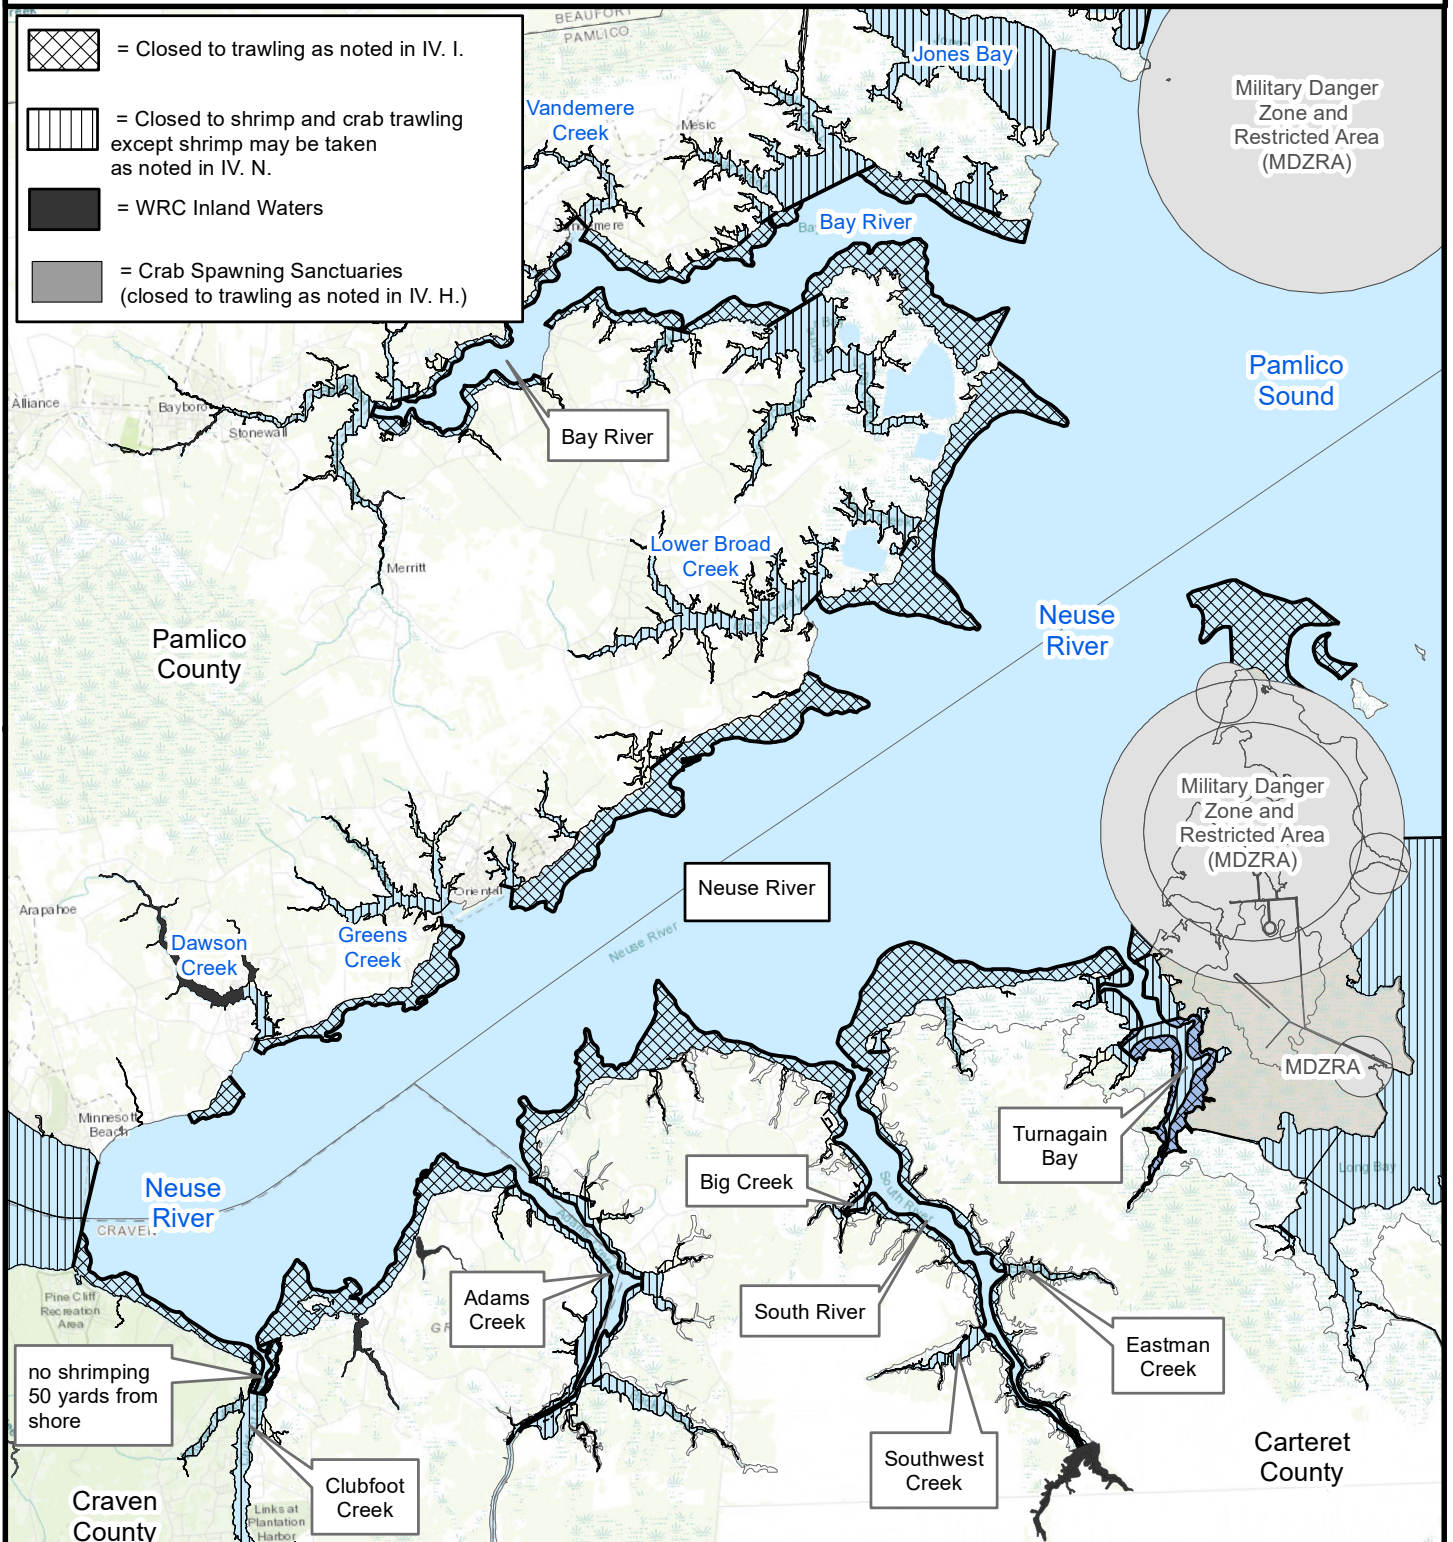 BEAUFORT
PAMLICO
= Closed to trawling as noted in IV. I.
= Closed to shrimp and crab trawling
except shrimp may be taken
as noted in IV. N.
= WRC Inland Waters
= Crab Spawning Sanctuaries
(closed to trawling as noted in IV. H.)
Jones Bay
Military Danger
Zone and
Restricted Area
(MDZRA)
Vandemere
Creek
Mesic
Bay River
Pamlico
Sound
Alliance
Bayboro
Stonewall
Bay River
Lower Broad
Creek
Merritt
Neuse
River
Pamlico
County
Military Danger
Zone and
Restricted Area
(MDZRA)
Neuse River
Oriental
Arapahoe
Dawson
Creek
Greens
Creek
Neuse River
MDZRA
Minnesott
Beach
Turnagain
Bay
Long Bay
Big Creek
South River
Neuse
River
CRAVEN
Pine Cliff
Recreation
Area
Adams
Creek
South River
Eastman
Creek
no shrimping
50 yards from
shore
Southwest
Creek
Carteret
County
Clubfoot
Creek
Craven
County
Links at
Plantation
Harbor